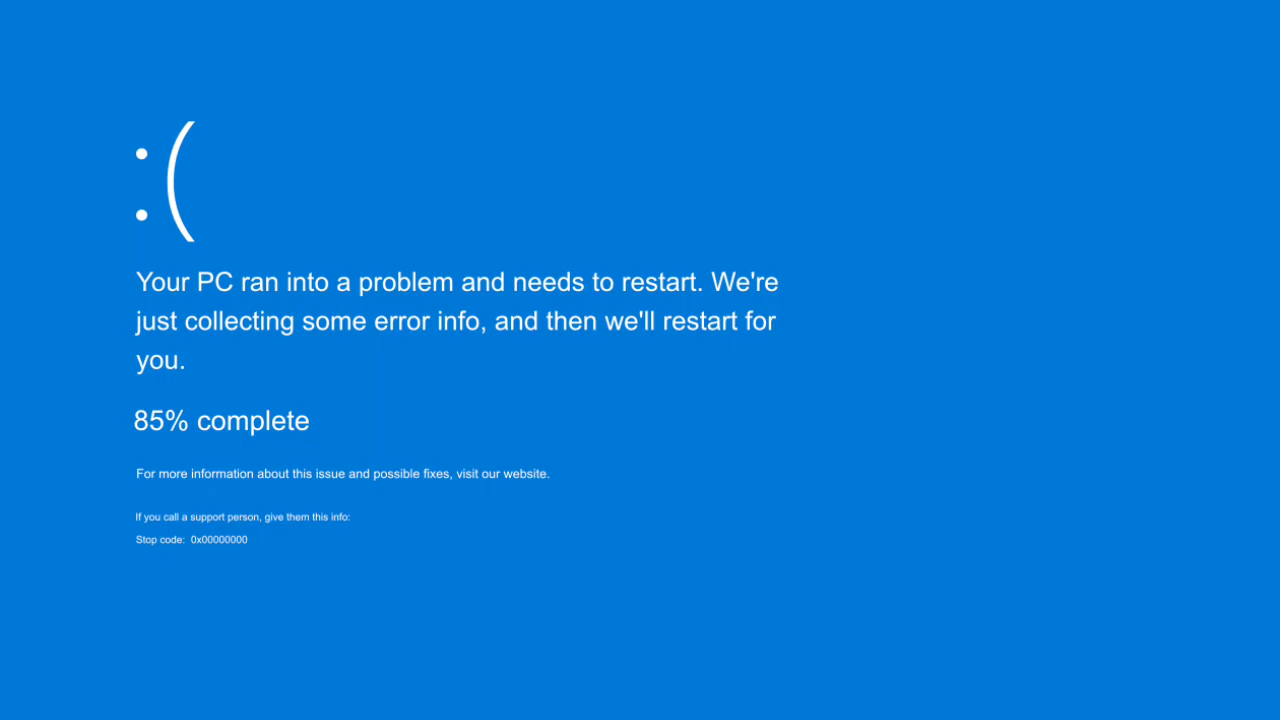 :(
Your PC ran into a problem and needs to restart. We're
just collecting some error info, and then we'll restart for
you.
85% complete
For more information about this issue and possible fixes, visit our website.
If you call a support person, give them this info:
Stop code:  0x00000000